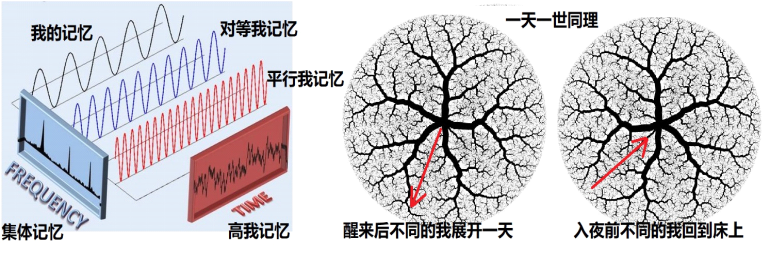 我的记忆
对等我记忆
平行我记忆
FREQUENCY
TIME
集体记忆
高我记忆
一天一世同理
醒来后不同的我展开一天
入夜前不同的我回到床上